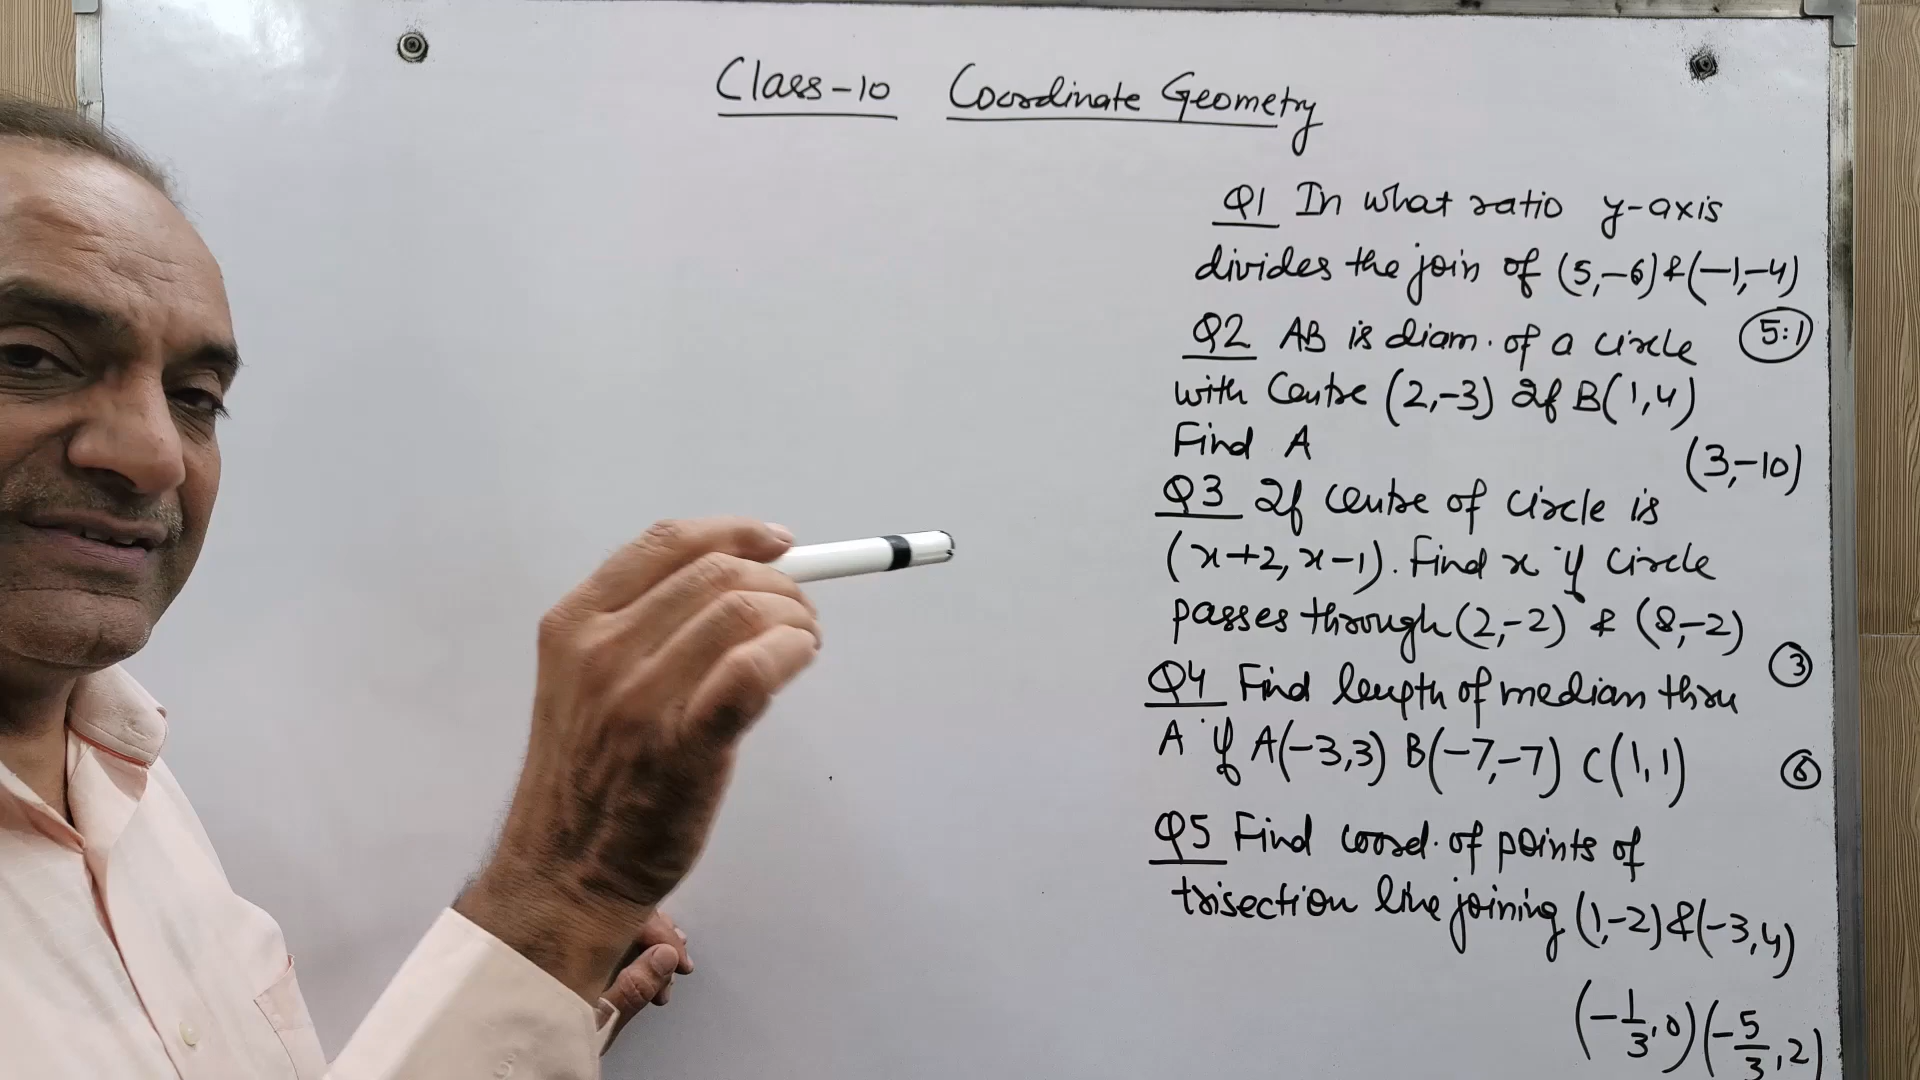 Class-10 Coordinate Geometry
Q1 In what ratio y-axis
divides the join of (5,-6) & (-1,-4)
5:1
Q2 AB is diam. of a circle
with Centre (2,-3) If B(1,4)
Find A
(3,-10)
Q3 If centre of circle is
(x+2, x-1). Find x if circle
passes through (2,-2) & (8,-2)
3
Q4 Find length of median thru
A if A(-3,3) B(-7,-7) C(1,1)
6
Q5 Find coord. of points of
trisection line joining (1,-2) & (-3,4)
(-1/3, 0) (-5/3, 2)